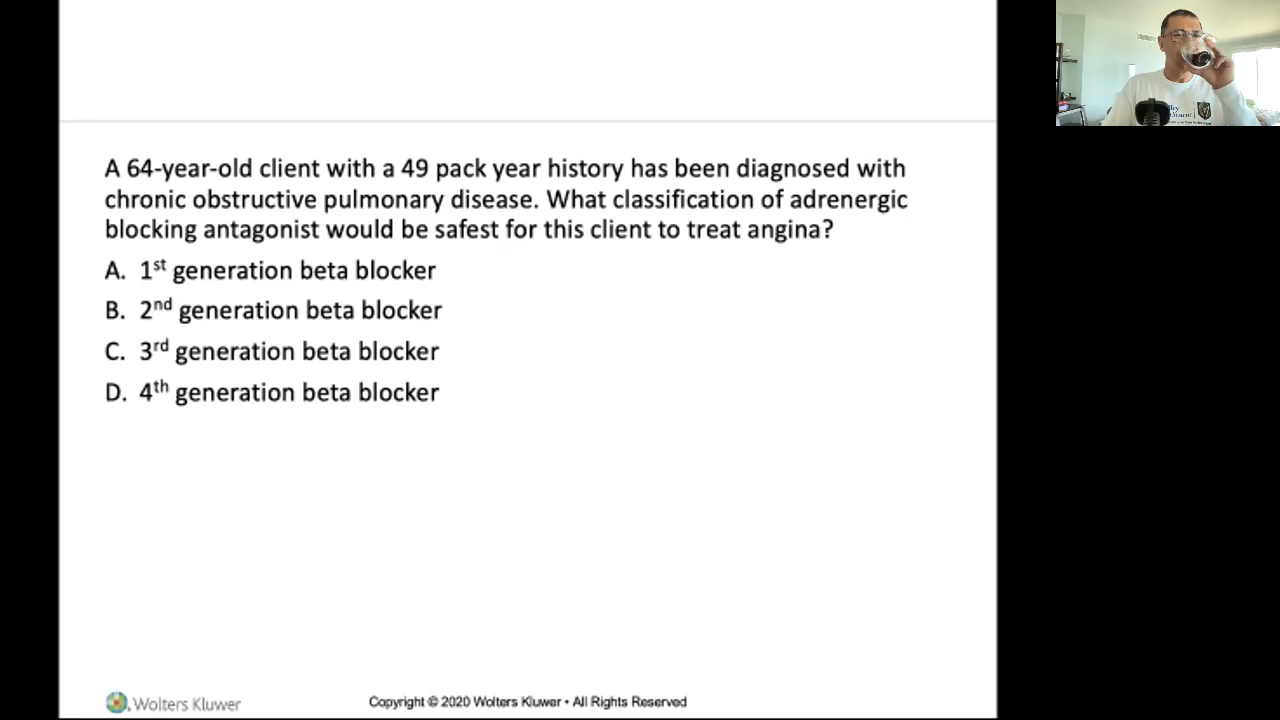 A 64-year-old client with a 49 pack year history has been diagnosed with
chronic obstructive pulmonary disease. What classification of adrenergic
blocking antagonist would be safest for this client to treat angina?
A. 1st generation beta blocker
B. 2nd generation beta blocker
C. 3rd generation beta blocker
D. 4th generation beta blocker
Wolters Kluwer
Copyright © 2020 Wolters Kluwer • All Rights Reserved